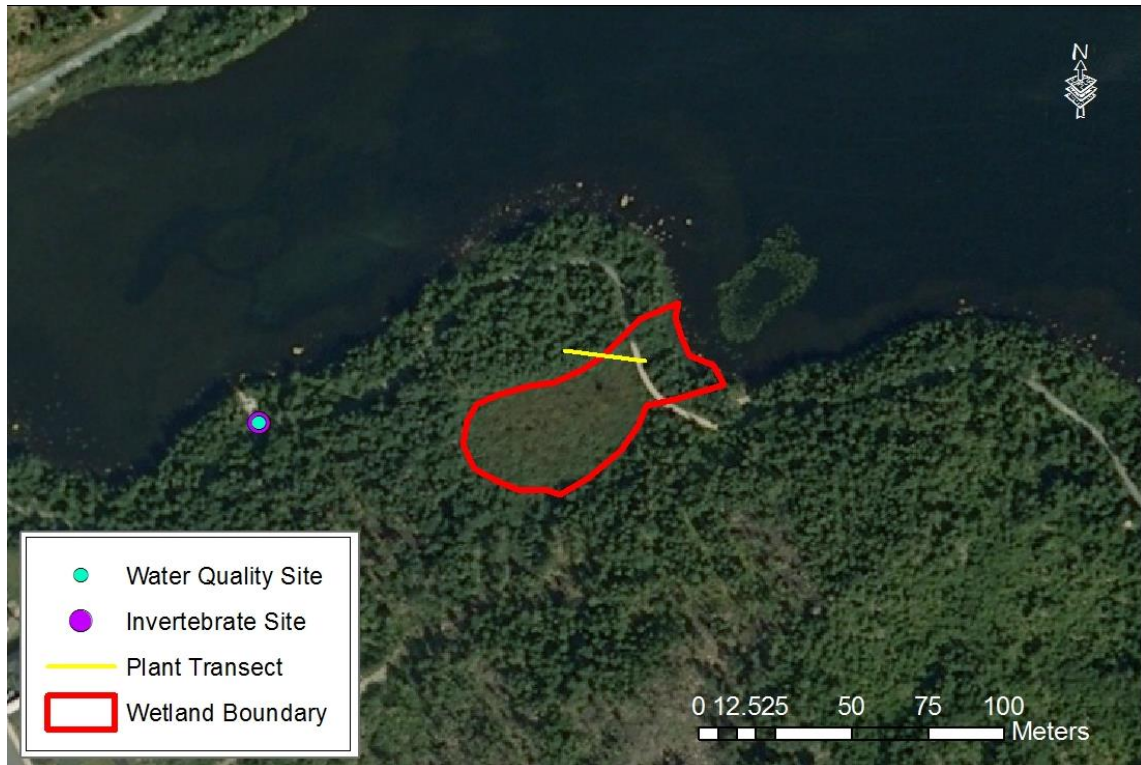 N
Water Quality Site
Invertebrate Site
Plant Transect
Wetland Boundary
0 12.525 50 75 100
Meters